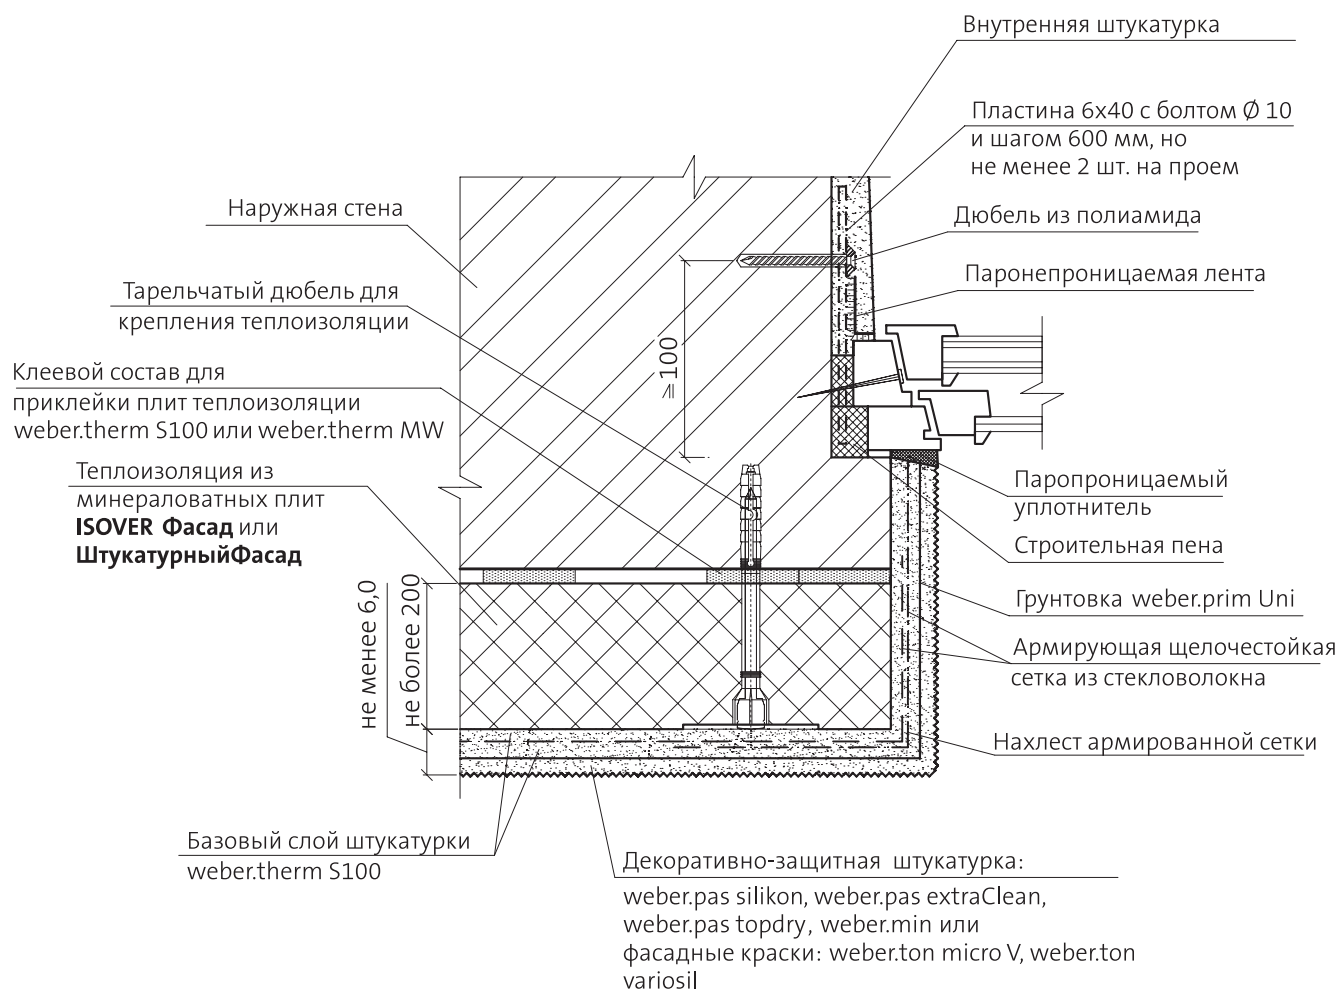 Внутренняя штукатурка
Пластина 6х40 с болтом Ø 10
и шагом 600 мм, но
не менее 2 шт. на проем
Наружная стена
Дюбель из полиамида
Паронепроницаемая лента
Тарельчатый дюбель для
крепления теплоизоляции
⩾100
Клеевой состав для
приклейки плит теплоизоляции
weber.therm S100 или weber.therm MW
Теплоизоляция из
минераловатных плит
ISOVER Фасад или
ШтукатурныйФасад
Паропроницаемый
уплотнитель
Строительная пена
не менее 6,0
не более 200
Грунтовка weber.prim Uni
Армирующая щелочестойкая
сетка из стекловолокна
Нахлест армированной сетки
Базовый слой штукатурки
weber.therm S100
Декоративно-защитная штукатурка:
weber.pas silikon, weber.pas extraClean,
weber.pas topdry, weber.min или
фасадные краски: weber.ton micro V, weber.ton
variosil